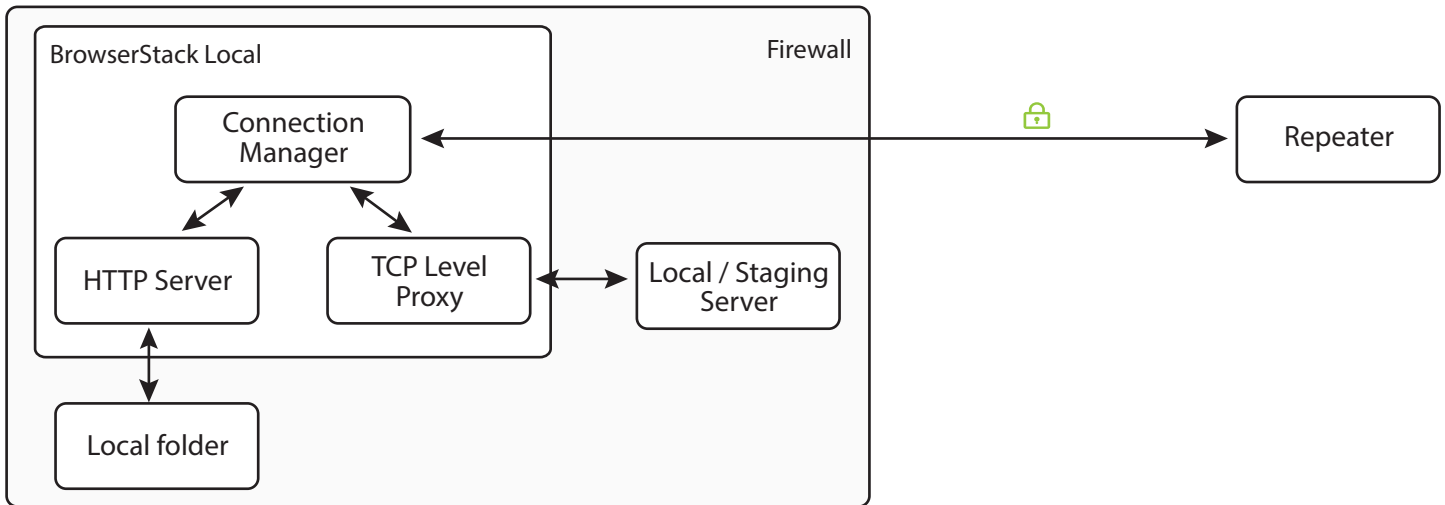 BrowserStack Local
Firewall
Connection
Manager
Repeater
HTTP Server
TCP Level
Proxy
Local / Staging
Server
Local folder